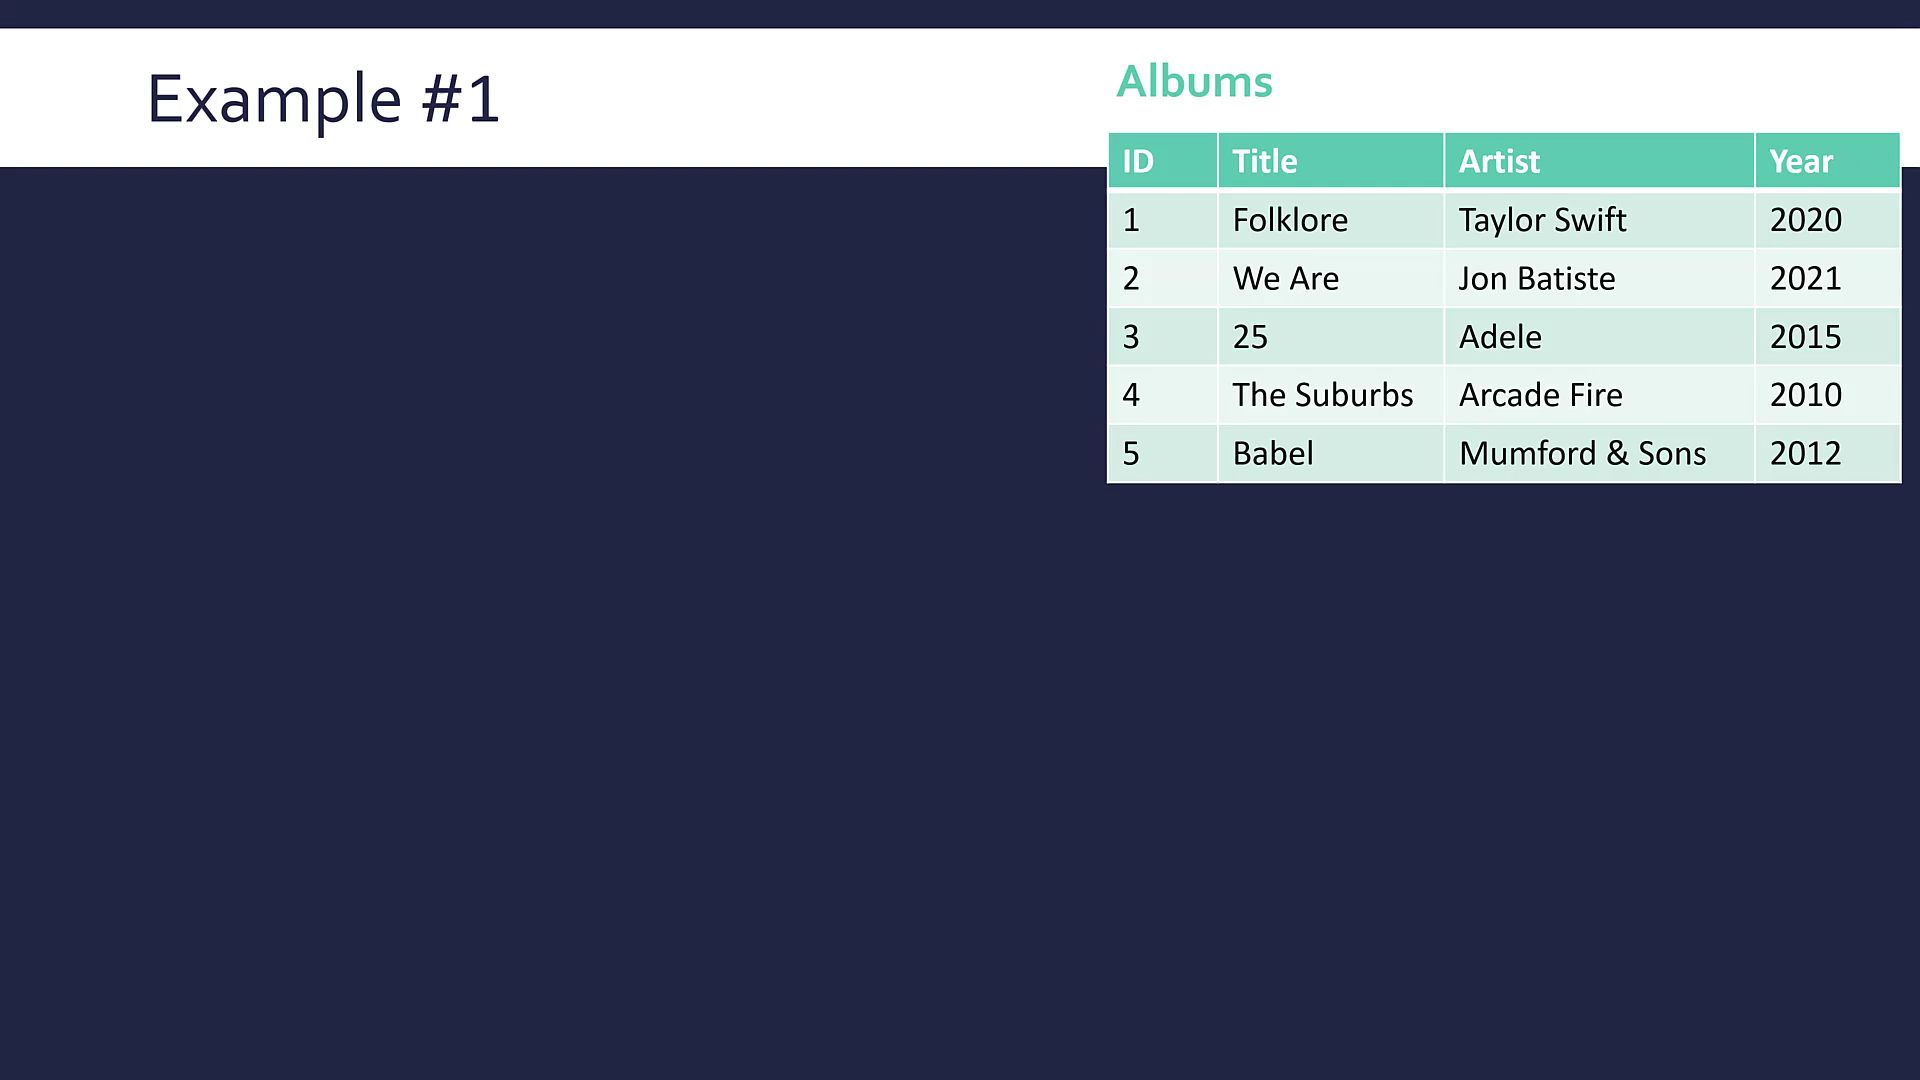 Example #1
Albums
ID Title Artist Year
1 Folklore Taylor Swift 2020
2 We Are Jon Batiste 2021
3 25 Adele 2015
4 The Suburbs Arcade Fire 2010
5 Babel Mumford & Sons 2012